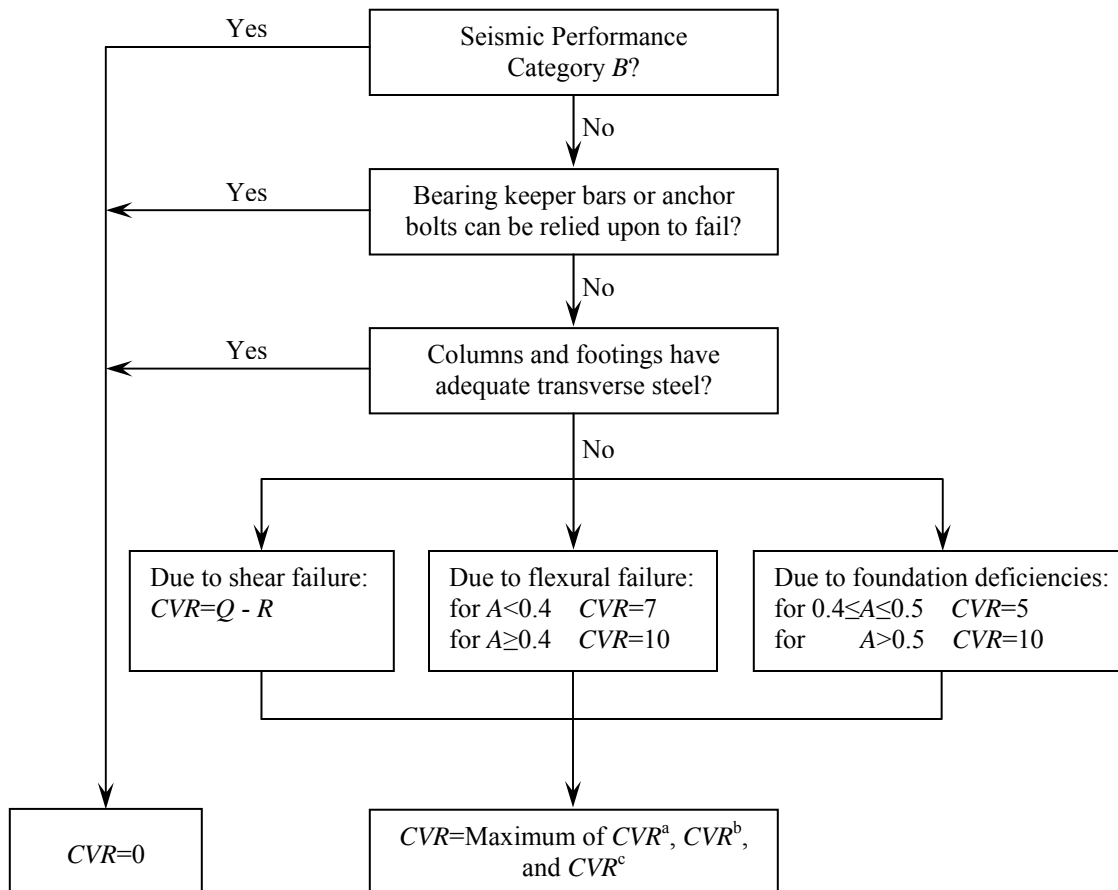 Yes
Seismic Performance
Category B?
No
Yes
Bearing keeper bars or anchor
bolts can be relied upon to fail?
No
Yes
Columns and footings have
adequate transverse steel?
No
Due to shear failure:
CVR=Q - R
Due to flexural failure:
for A<0.4 CVR=7
for A≥0.4 CVR=10
Due to foundation deficiencies:
for 0.4≤A≤0.5 CVR=5
for A>0.5 CVR=10
CVR=0
CVR=Maximum of CVRᵃ, CVRᵇ,
and CVRᶜ